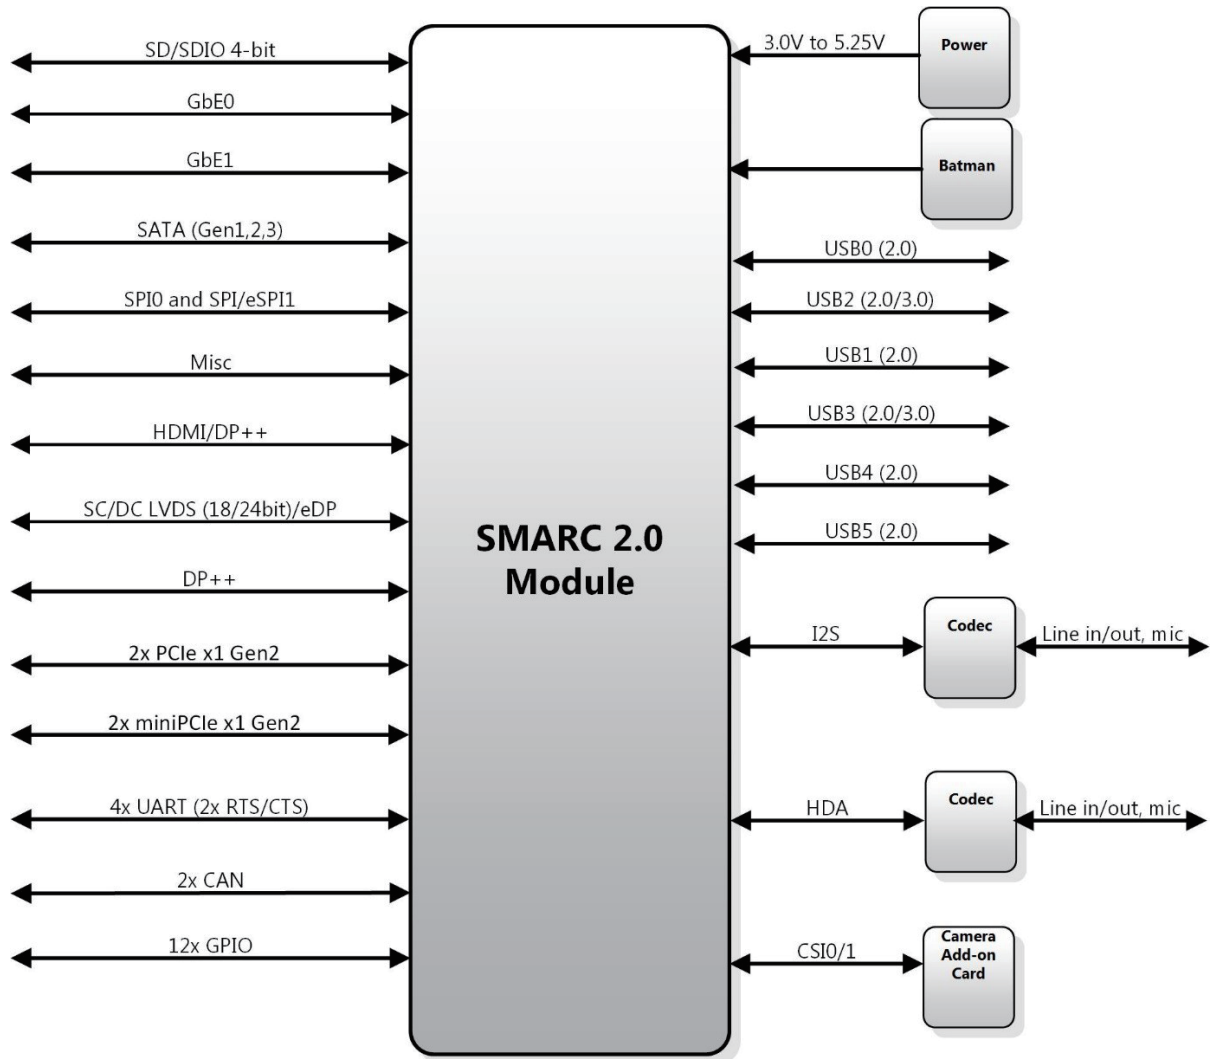 SD/SDIO 4-bit
GbE0
GbE1
SATA (Gen1,2,3)
SPI0 and SPI/eSPI1
Misc
HDMI/DP++
SC/DC LVDS (18/24bit)/eDP
DP++
2x PCIe x1 Gen2
2x miniPCIe x1 Gen2
4x UART (2x RTS/CTS)
2x CAN
12x GPIO
SMARC 2.0
Module
3.0V to 5.25V
Power
Batman
USB0 (2.0)
USB2 (2.0/3.0)
USB1 (2.0)
USB3 (2.0/3.0)
USB4 (2.0)
USB5 (2.0)
I2S
Codec
Line in/out, mic
HDA
Codec
Line in/out, mic
CSI0/1
Camera
Add-on
Card